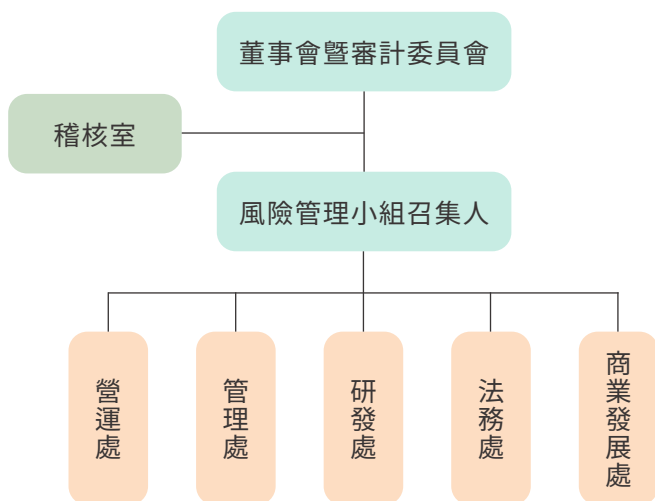 董事會暨審計委員會
稽核室
風險管理小組召集人
營運處
管理處
研發處
法務處
商業發展處